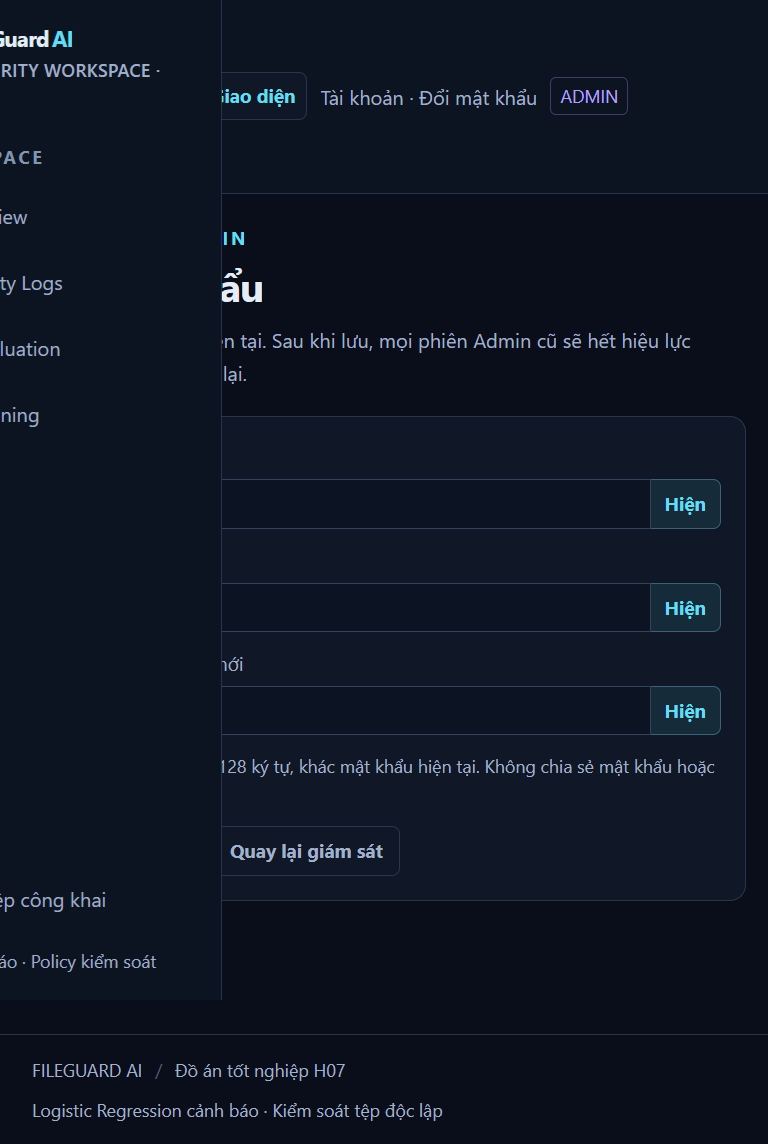 Guard AI
RITY WORKSPACE ·
Giao diện
Tài khoản · Đổi mật khẩu
ADMIN
PACE
iew
ty Logs
luation
ning
ệp công khai
áo · Policy kiểm soát
IN
ẩu
ện tại. Sau khi lưu, mọi phiên Admin cũ sẽ hết hiệu lực
lại.
Hiện
Hiện
mới
Hiện
128 ký tự, khác mật khẩu hiện tại. Không chia sẻ mật khẩu hoặc
Quay lại giám sát
FILEGUARD AI / Đồ án tốt nghiệp H07
Logistic Regression cảnh báo · Kiểm soát tệp độc lập